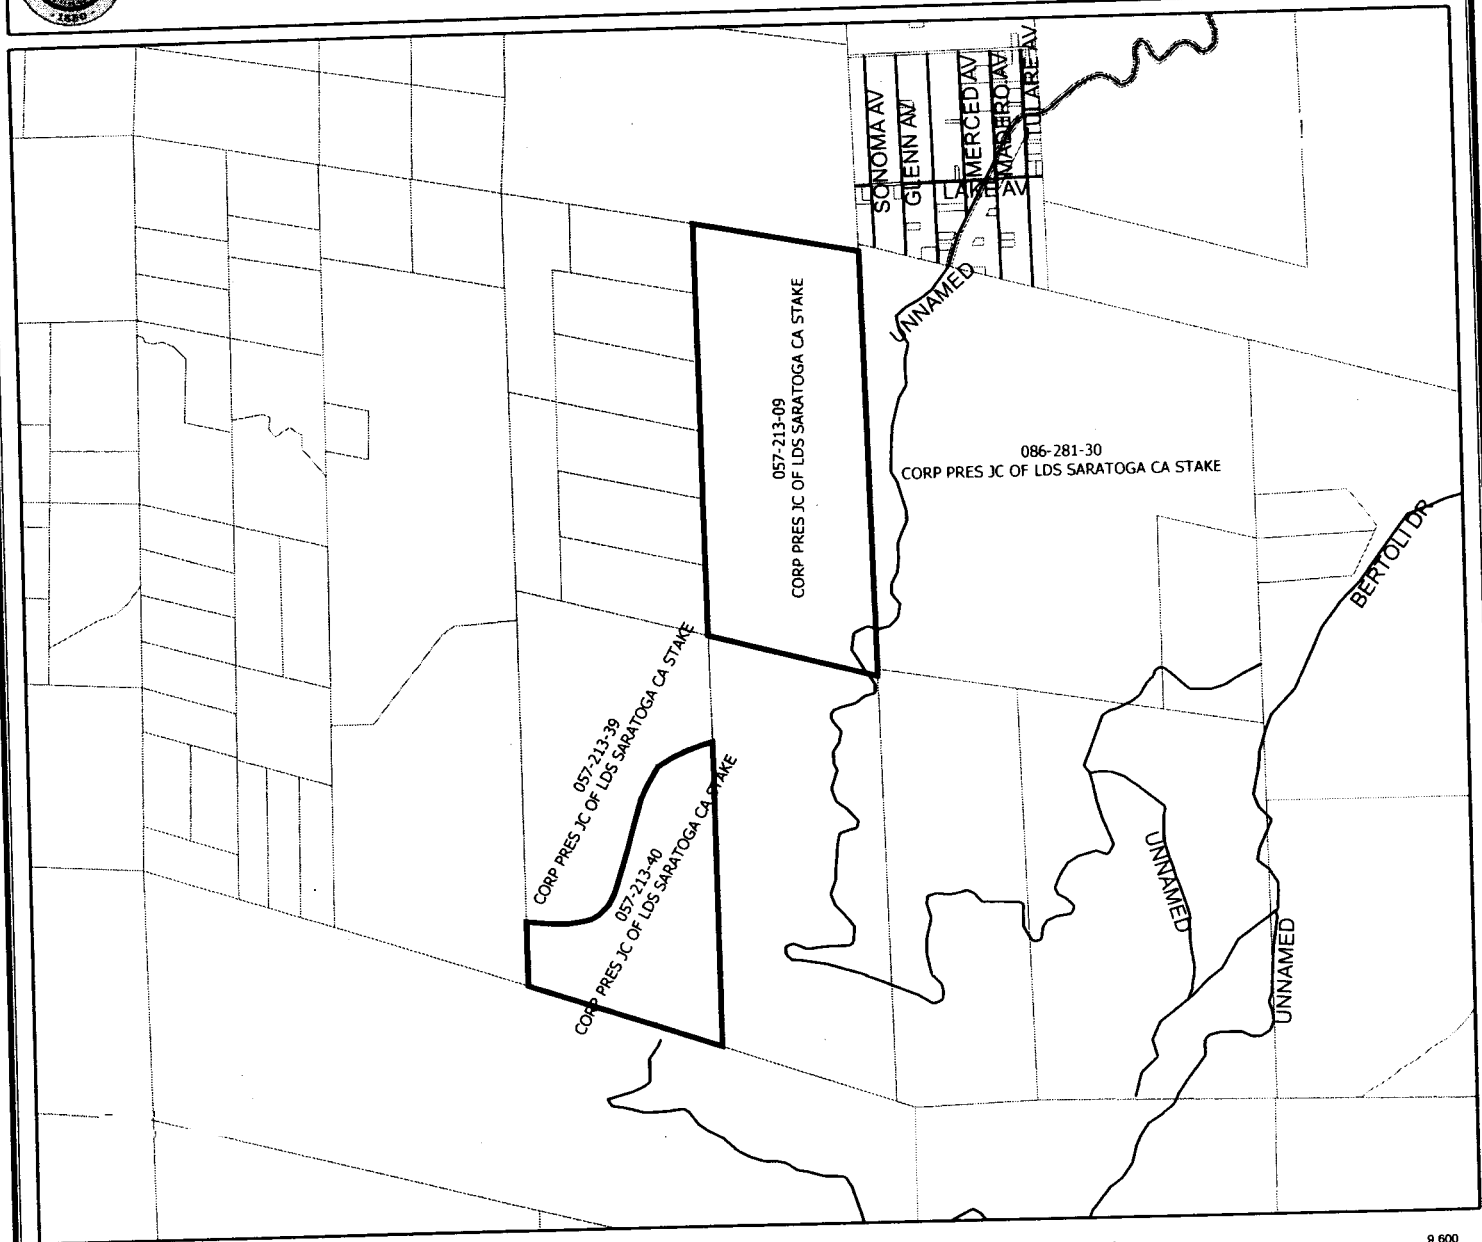 1850
SONOMA AV
GLENN AV
MERCED AV
MADERO AV
TULARE AV
LAKE AV
UNNAMED
057-213-09
CORP PRES JC OF LDS SARATOGA CA STAKE
086-281-30
CORP PRES JC OF LDS SARATOGA CA STAKE
BERTOLI DR
057-213-39
CORP PRES JC OF LDS SARATOGA CA STAKE
057-213-40
CORP PRES JC OF LDS SARATOGA CA STAKE
UNNAMED
UNNAMED
9,600